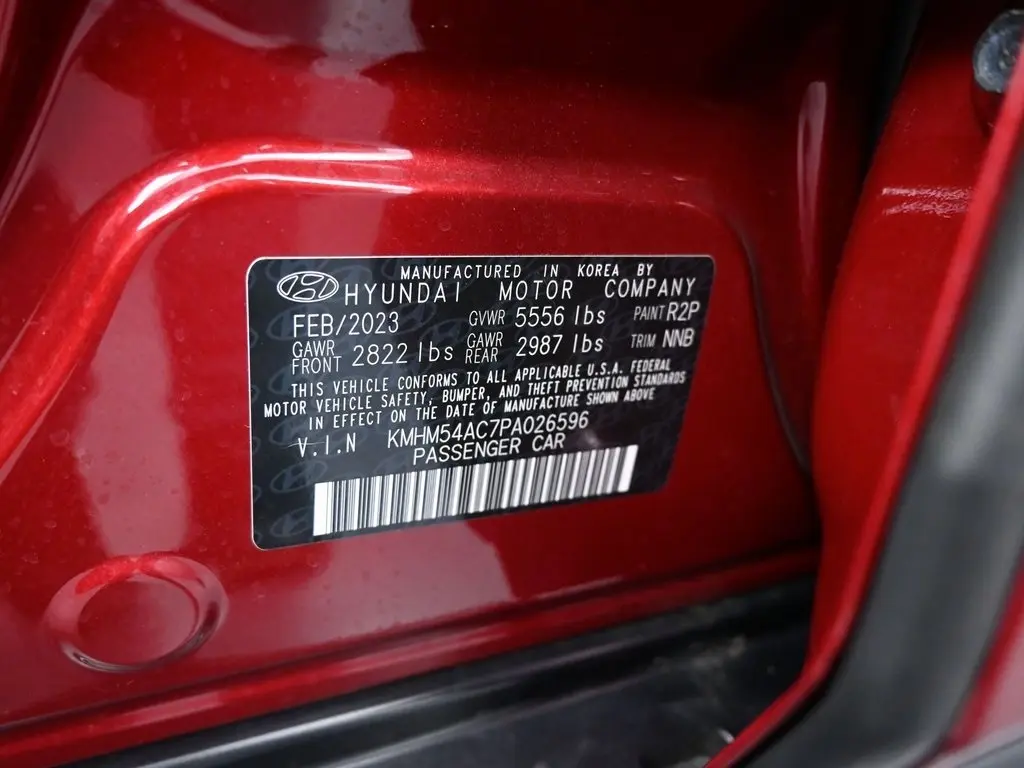 MANUFACTURED IN KOREA BY
HYUNDAI MOTOR COMPANY
FEB/2023 GVWR 5556 lbs PAINT R2P
GAWR FRONT 2822 lbs GAWR REAR 2987 lbs TRIM NNB
THIS VEHICLE CONFORMS TO ALL APPLICABLE U.S.A. FEDERAL
MOTOR VEHICLE SAFETY, BUMPER, AND THEFT PREVENTION STANDARDS
IN EFFECT ON THE DATE OF MANUFACTURE SHOWN ABOVE
V.I.N KMHM54AC7PA026596
PASSENGER CAR